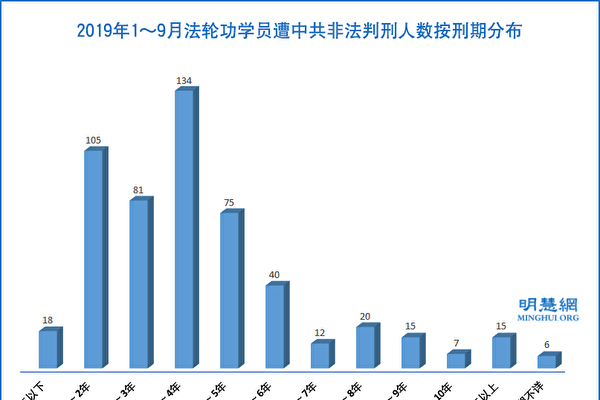 2019年1～9月法轮功学员遭中共非法判刑人数按刑期分布
134
105
81
75
40
18
12
20
15
7
15
6
明慧網
MINGHUI.ORG
以下
~2年
~3年
~4年
~5年
~6年
~7年
~8年
~9年
10年
以上
不详